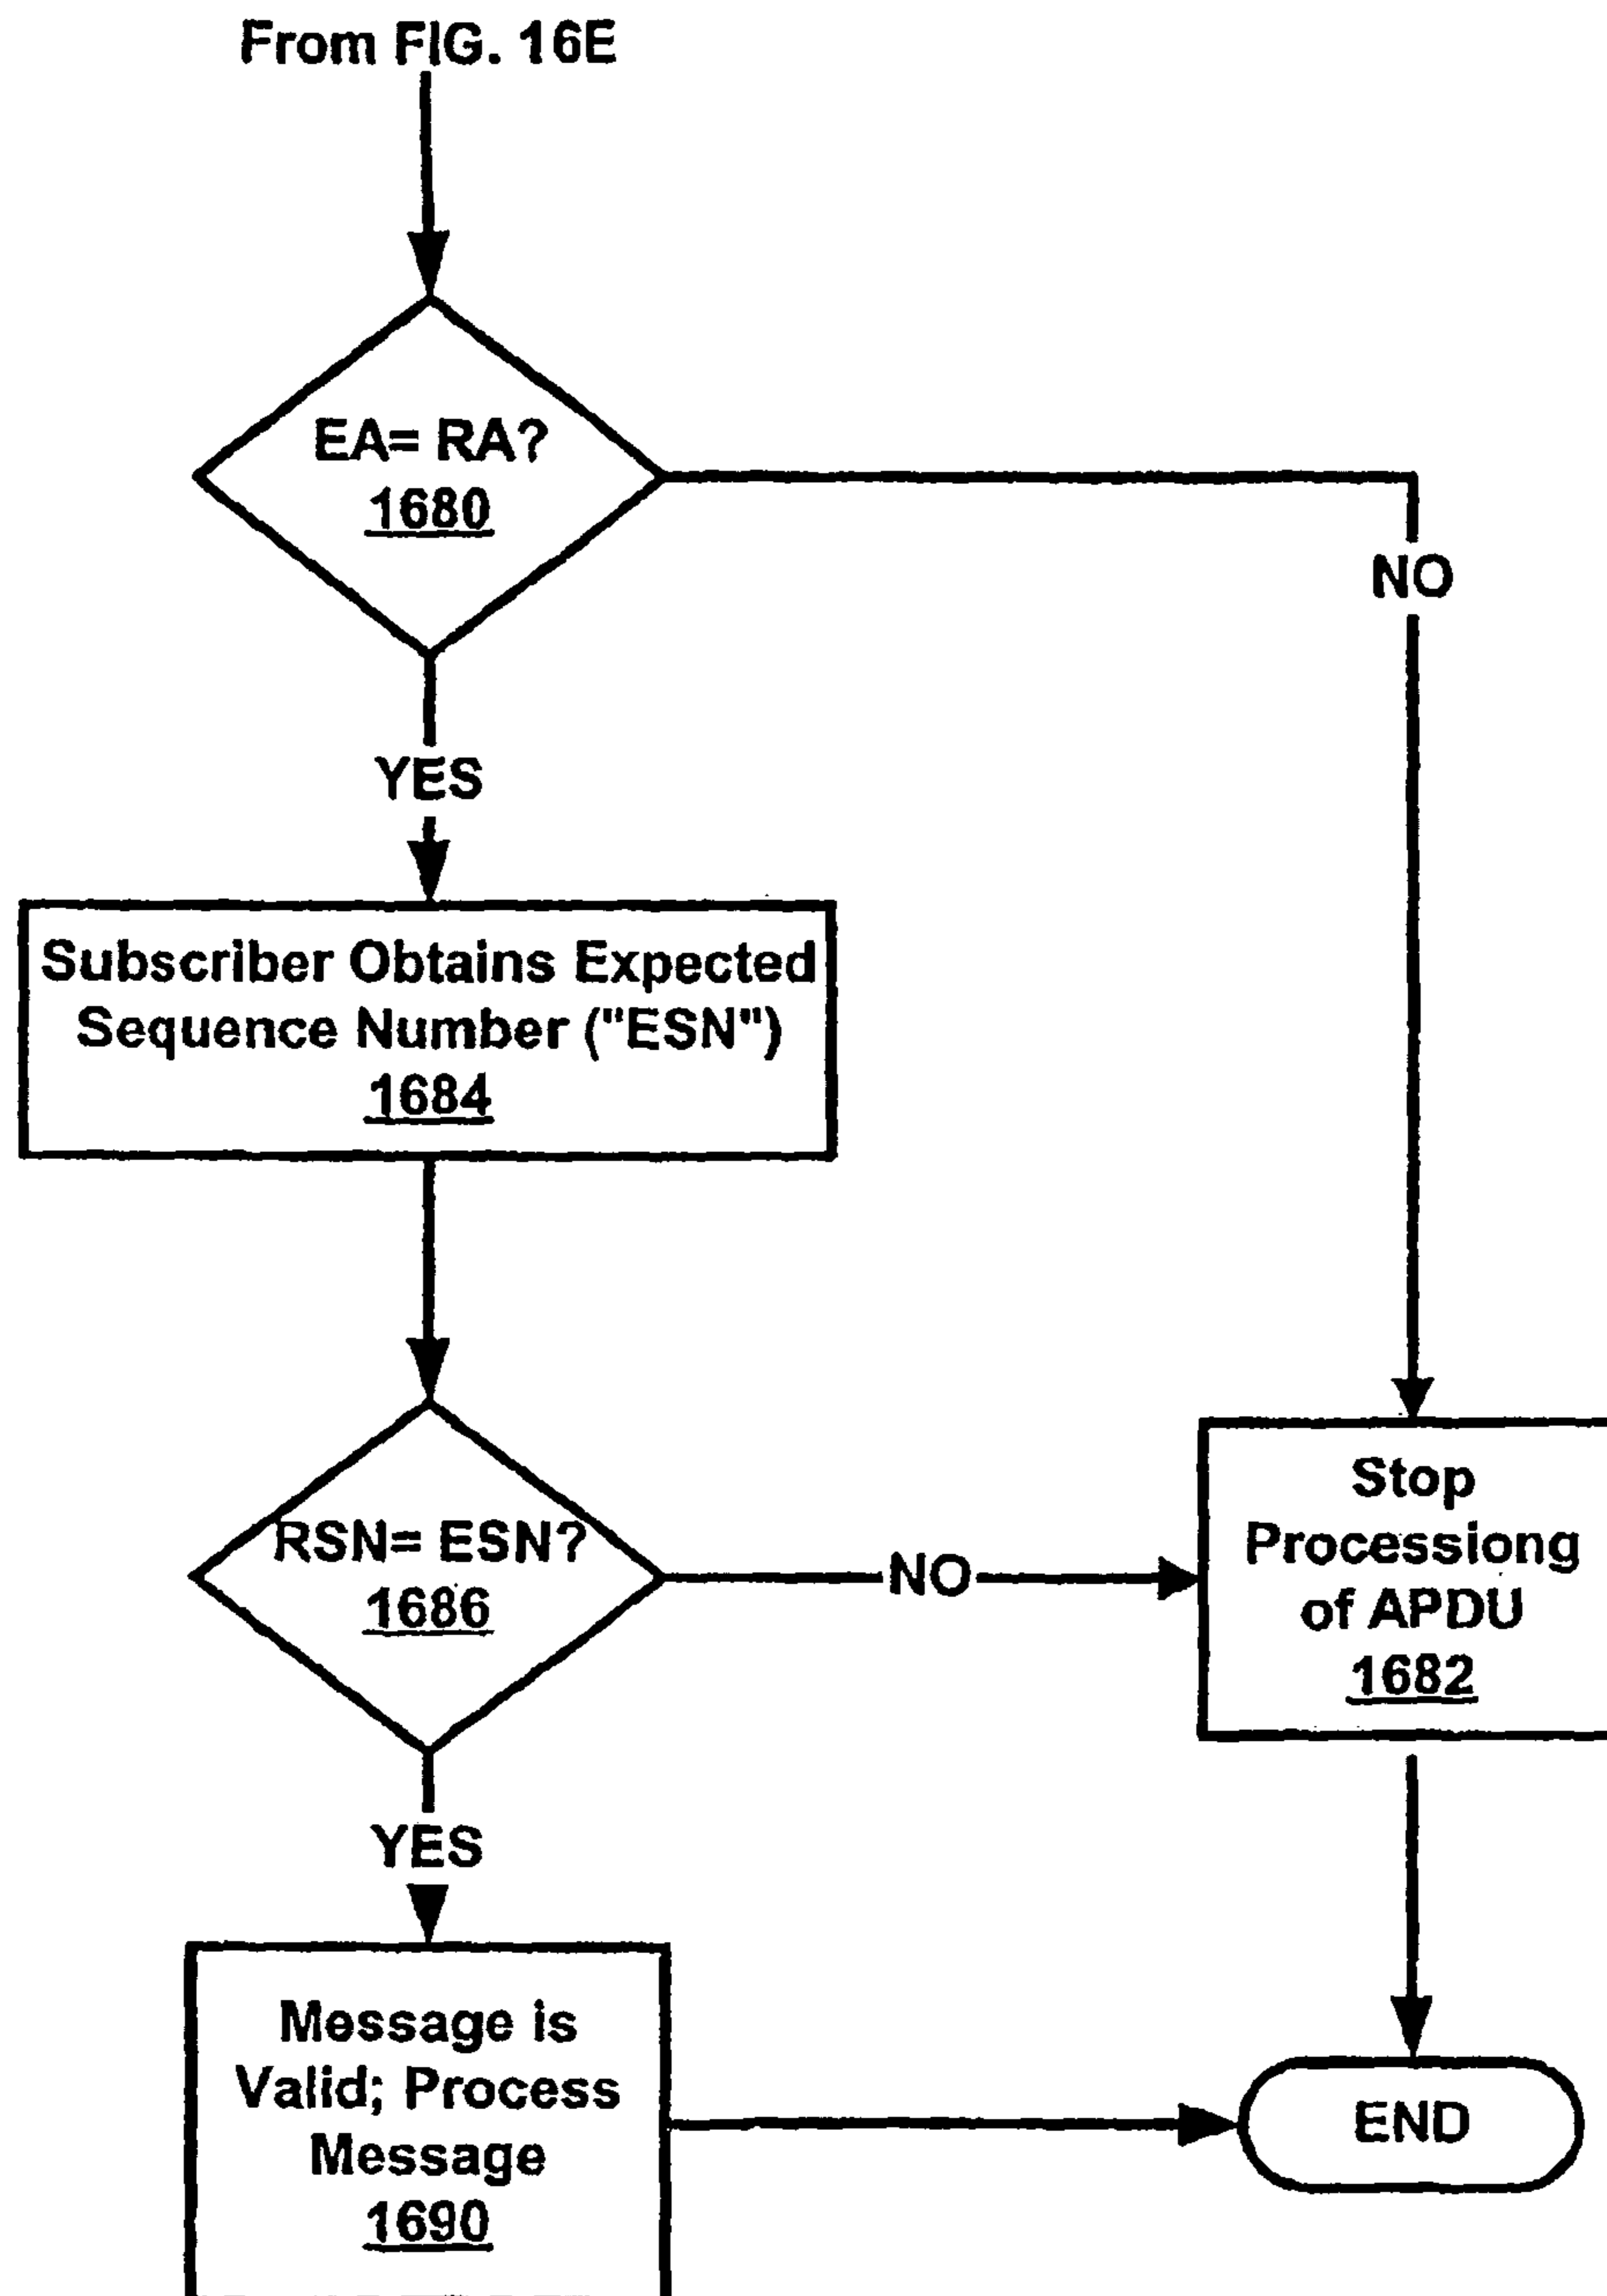 From FIG. 16E
EA= RA?
1680
NO
YES
Subscriber Obtains Expected
Sequence Number ("ESN")
1684
RSN= ESN?
1686
NO
Stop
Processiong
of APDU
1682
YES
Message is
Valid; Process
Message
1690
END